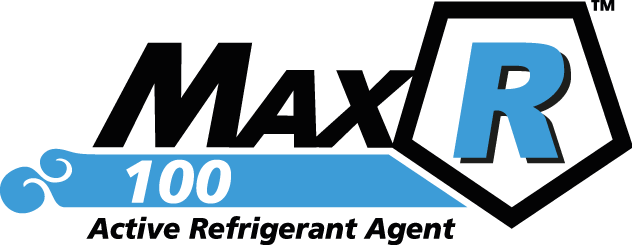 MAXR™
100
Active Refrigerant Agent